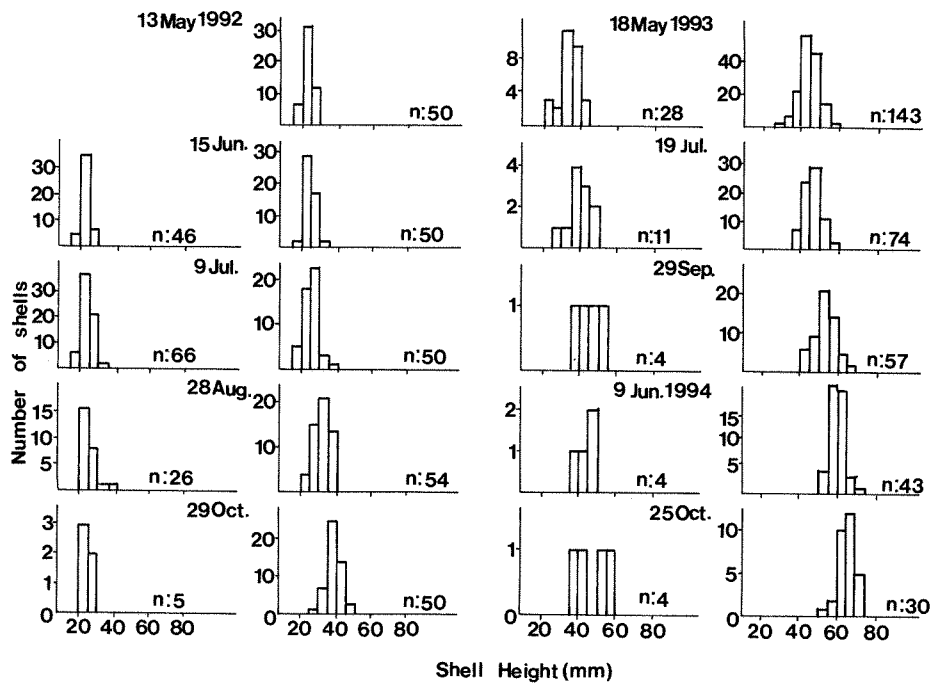 13 May 1992
30
20
10
n:50
18 May 1993
8
4
n:28
40
20
n:143
15 Jun.
30
20
10
n:46
30
20
10
n:50
19 Jul.
4
2
n:11
30
20
10
n:74
9 Jul.
30
20
10
0
n:66
20
10
n:50
29 Sep.
1
n:4
20
10
n:57
28 Aug.
15
10
5
n:26
20
10
n:54
9 Jun. 1994
2
1
n:4
15
10
5
n:43
29 Oct.
3
2
1
0
n:5
20
10
0
n:50
25 Oct.
1
0
n:4
10
5
0
n:30
20 40 60 80
20 40 60 80
20 40 60 80
20 40 60 80
Number of shells
Shell Height (mm)